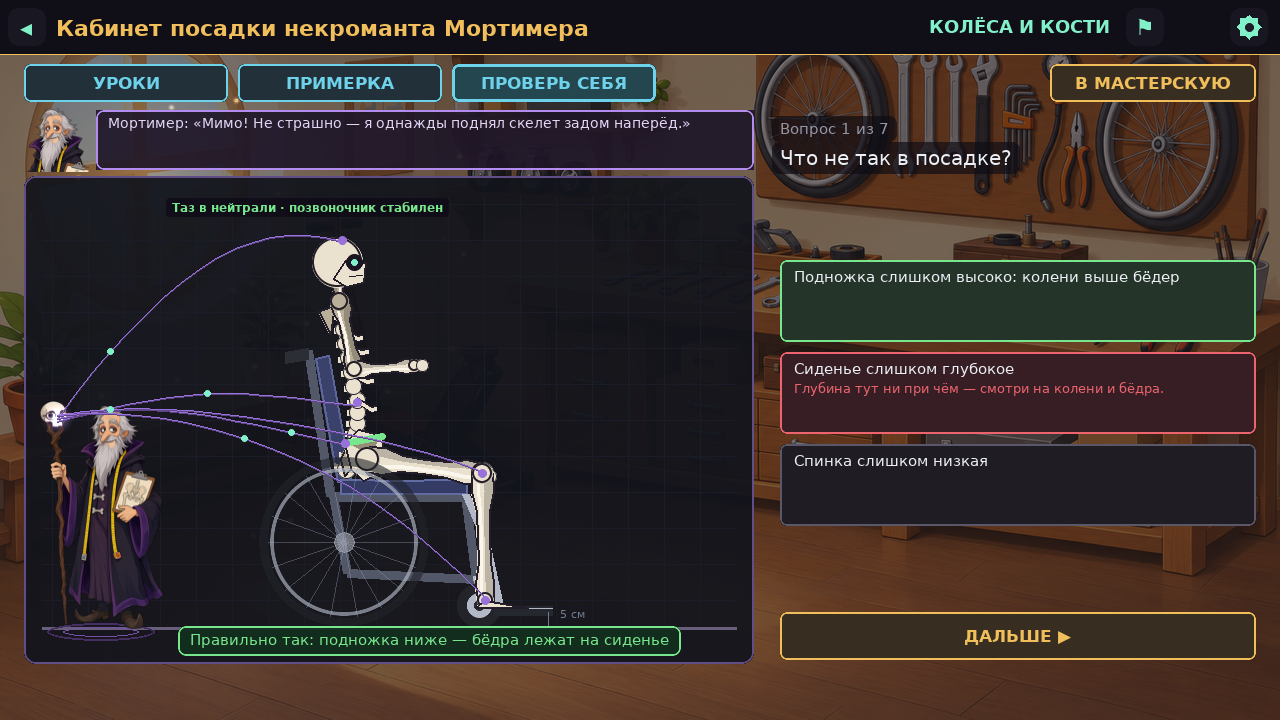 ◀ Кабинет посадки некроманта Мортимера
КОЛЁСА И КОСТИ
УРОКИ
ПРИМЕРКА
ПРОВЕРЬ СЕБЯ
В МАСТЕРСКУЮ
Мортимер: «Мимо! Не страшно — я однажды поднял скелет задом наперёд.»
Вопрос 1 из 7
Что не так в посадке?
Таз в нейтрали · позвоночник стабилен
Подножка слишком высоко: колени выше бёдер
Сиденье слишком глубокое
Глубина тут ни при чём — смотри на колени и бёдра.
Спинка слишком низкая
5 см
Правильно так: подножка ниже — бёдра лежат на сиденье
ДАЛЬШЕ ▶